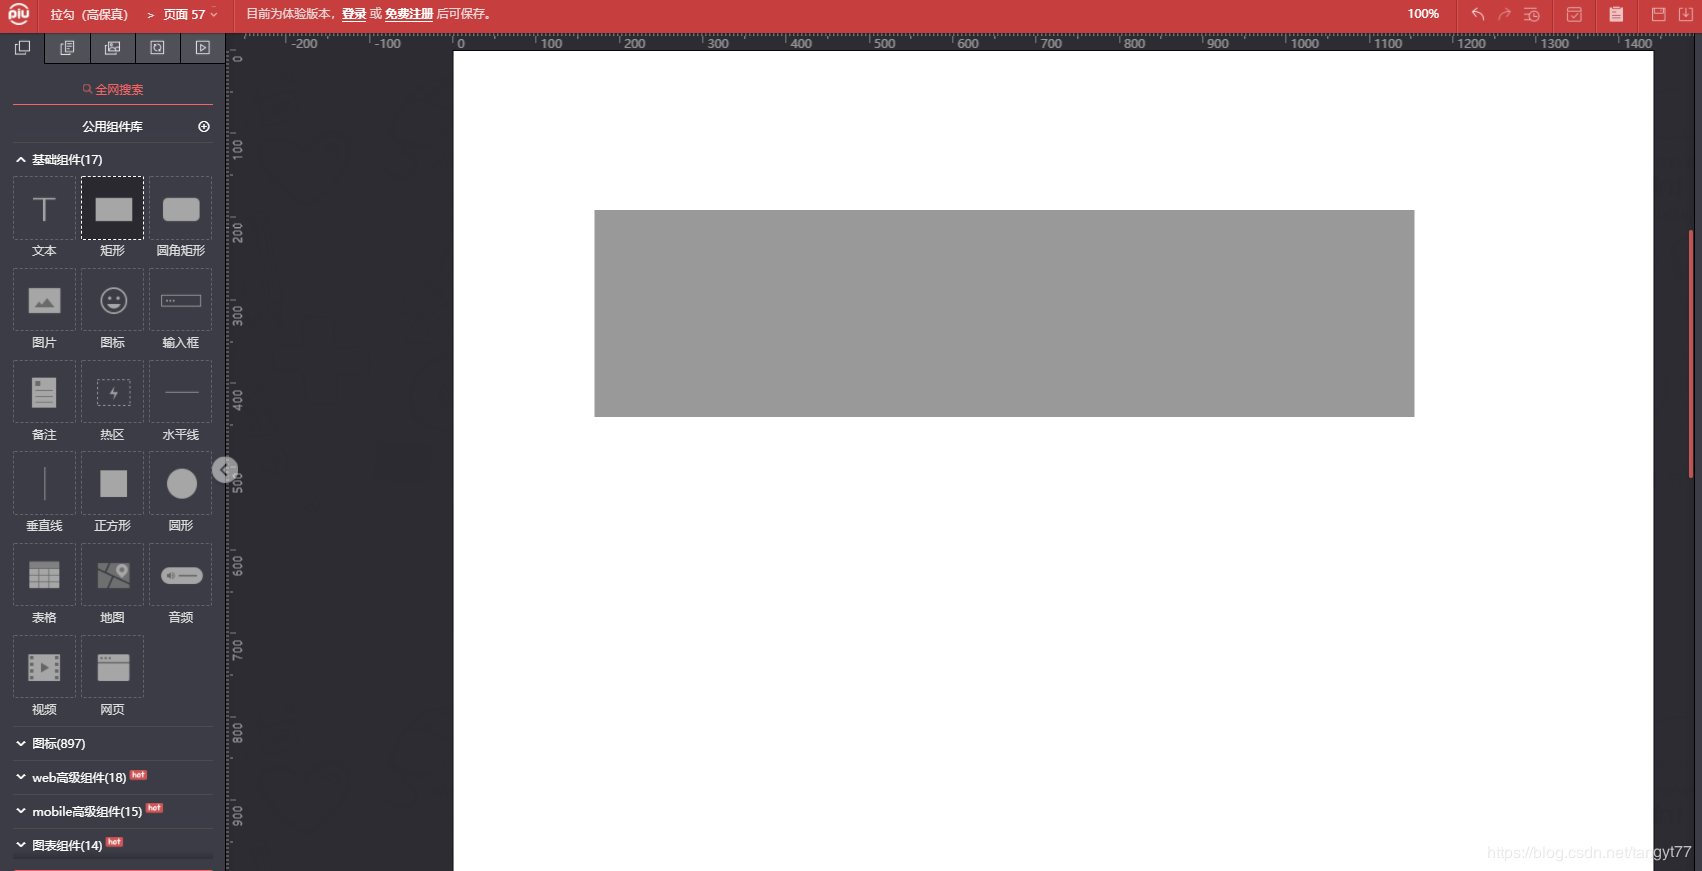 piu 拉勾（高保真） > 页面 57 目前为体验版本，登录 或 免费注册 后可保存。 100%
-200 -100 0 100 200 300 400 500 600 700 800 900 1000 1100 1200 1300 1400
0
100
200
300
400
500
600
700
800
900
全网搜索
公用组件库
基础组件(17)
文本 矩形 圆角矩形
图片 图标 输入框
备注 热区 水平线
垂直线 正方形 圆形
表格 地图 音频
视频 网页
图标(897)
web高级组件(18) hot
mobile高级组件(15) hot
图表组件(14) hot
https://blog.csdn.net/tangyt77